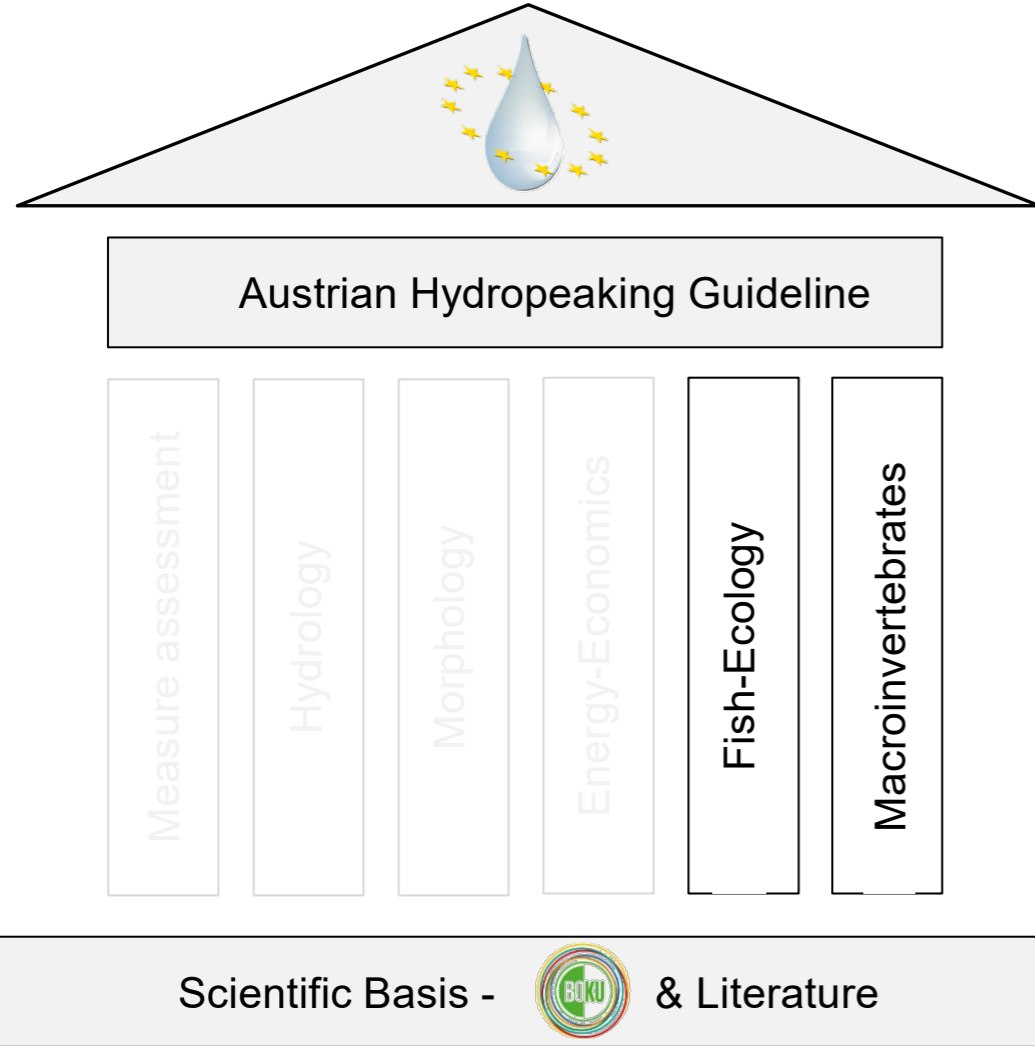 Austrian Hydropeaking Guideline
Measure assessment
Hydrology
Morphology
Energy-Economics
Fish-Ecology
Macroinvertebrates
Scientific Basis - BOKU & Literature